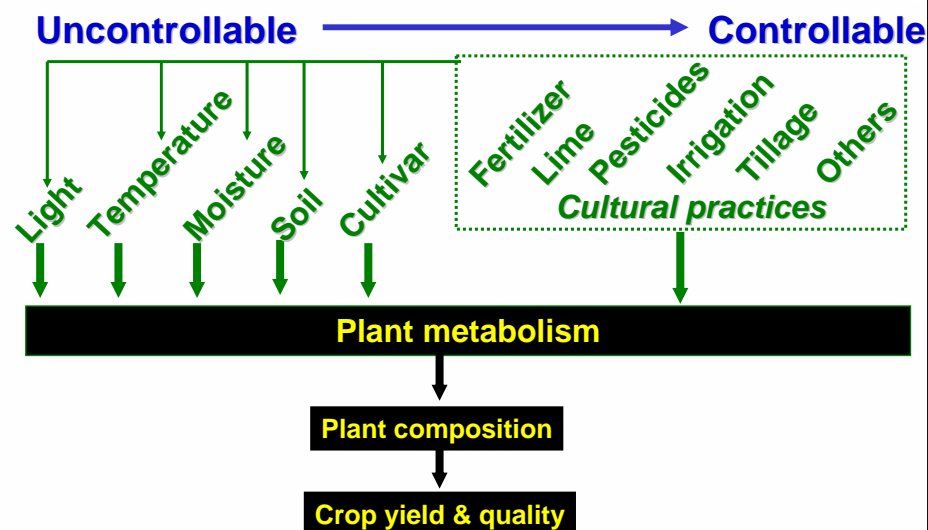 Uncontrollable Controllable
Light
Temperature
Moisture
Soil
Cultivar
Fertilizer
Lime
Pesticides
Irrigation
Tillage
Others
Cultural practices
Plant metabolism
Plant composition
Crop yield & quality